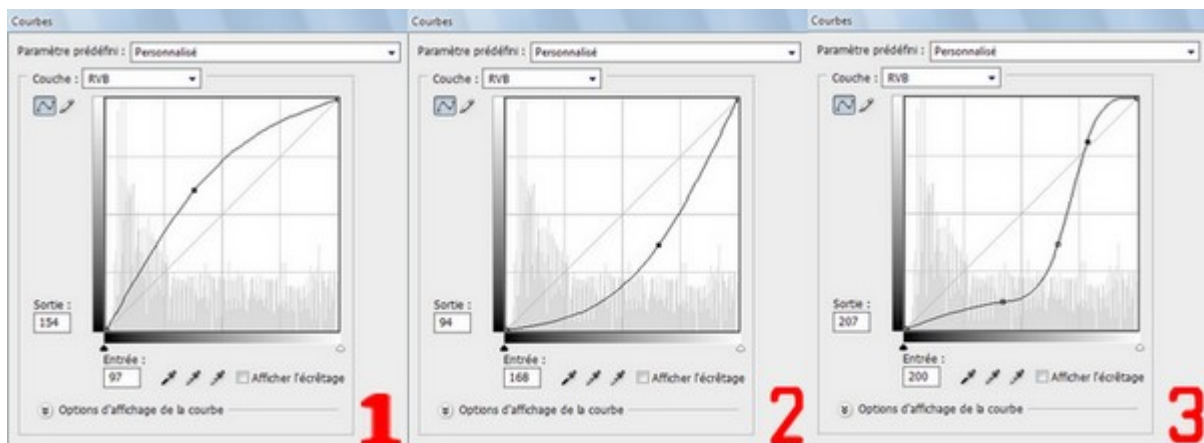 Courbes
Paramètre prédéfini : Personnalisé
Couche : RVB
Sortie :
154
Entrée :
97
Afficher l'écrêtage
Options d'affichage de la courbe
1
Courbes
Paramètre prédéfini : Personnalisé
Couche : RVB
Sortie :
94
Entrée :
168
Afficher l'écrêtage
Options d'affichage de la courbe
2
Courbes
Paramètre prédéfini : Personnalisé
Couche : RVB
Sortie :
207
Entrée :
200
Afficher l'écrêtage
Options d'affichage de la courbe
3